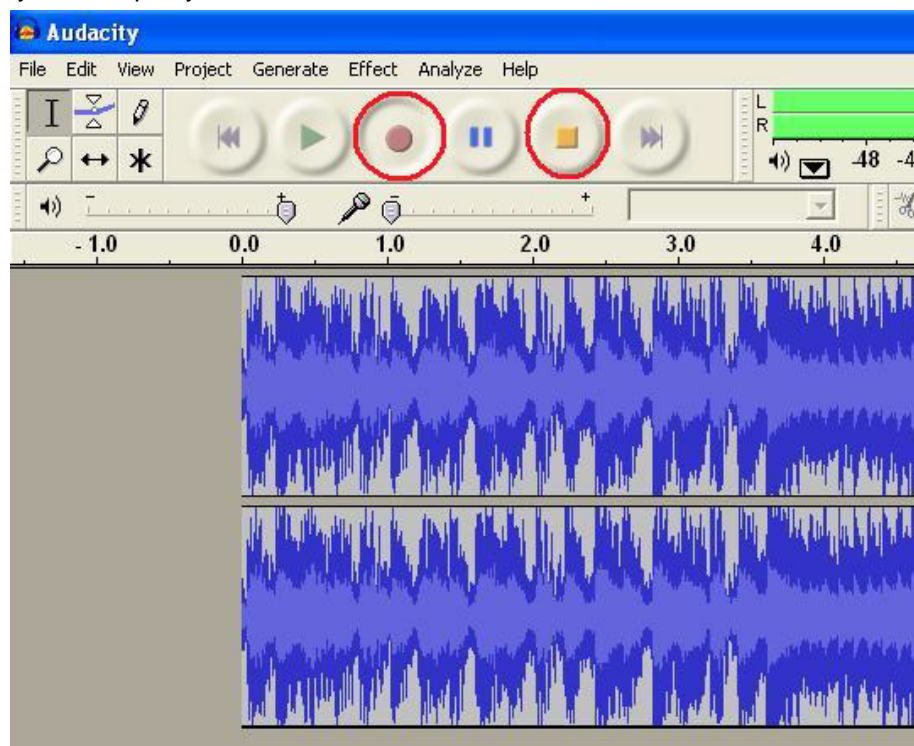 Audacity
File Edit View Project Generate Effect Analyze Help
L
R
-48 -4
- +
- +
- 1.0 0.0 1.0 2.0 3.0 4.0